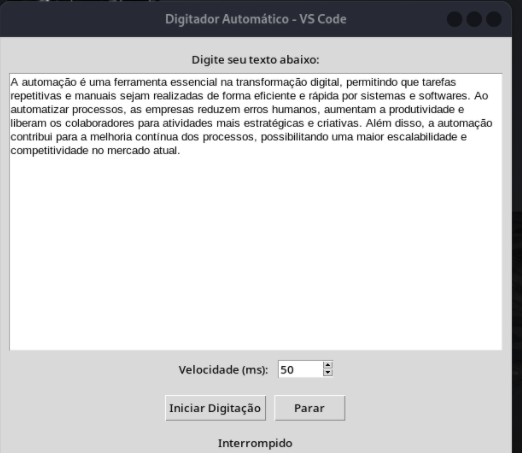 Digitador Automático - VS Code
Digite seu texto abaixo:
A automação é uma ferramenta essencial na transformação digital, permitindo que tarefas
repetitivas e manuais sejam realizadas de forma eficiente e rápida por sistemas e softwares. Ao
automatizar processos, as empresas reduzem erros humanos, aumentam a produtividade e
liberam os colaboradores para atividades mais estratégicas e criativas. Além disso, a automação
contribui para a melhoria contínua dos processos, possibilitando uma maior escalabilidade e
competitividade no mercado atual.
Velocidade (ms): 50
Iniciar Digitação Parar
Interrompido